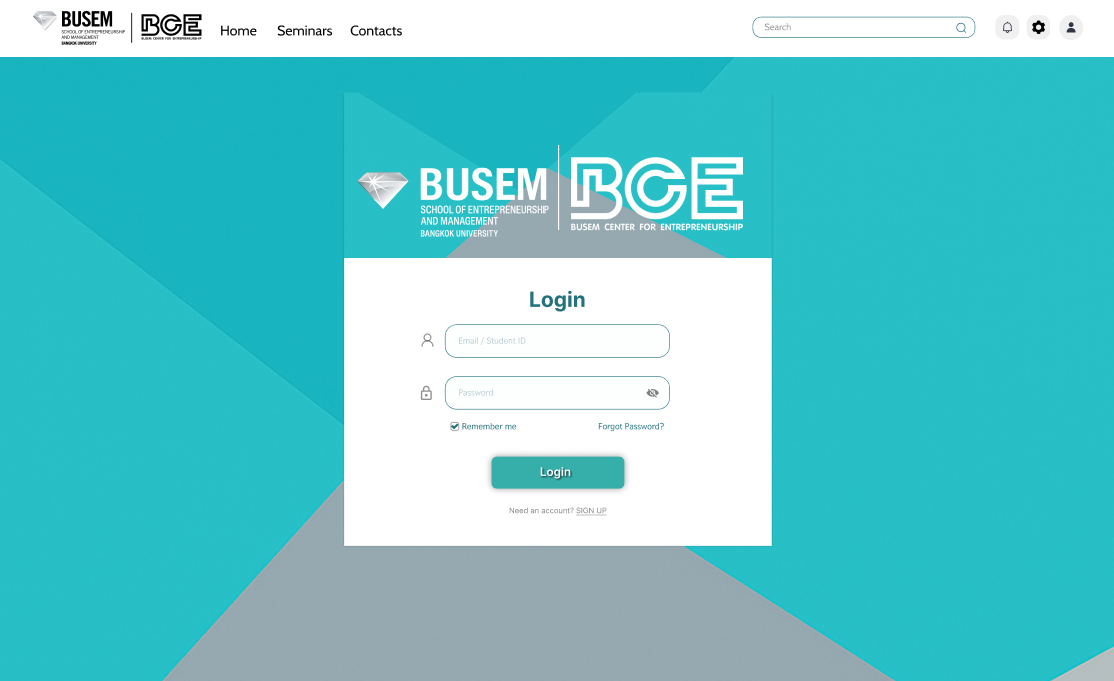 BUSEM
SCHOOL OF ENTREPRENEURSHIP
AND MANAGEMENT
BANGKOK UNIVERSITY
BCE
BUSEM CENTER FOR ENTREPRENEURSHIP
Home Seminars Contacts
Search
BUSEM
SCHOOL OF ENTREPRENEURSHIP
AND MANAGEMENT
BANGKOK UNIVERSITY
BCE
BUSEM CENTER FOR ENTREPRENEURSHIP
Login
Email / Student ID
Password
Remember me Forgot Password?
Login
Need an account? SIGN UP